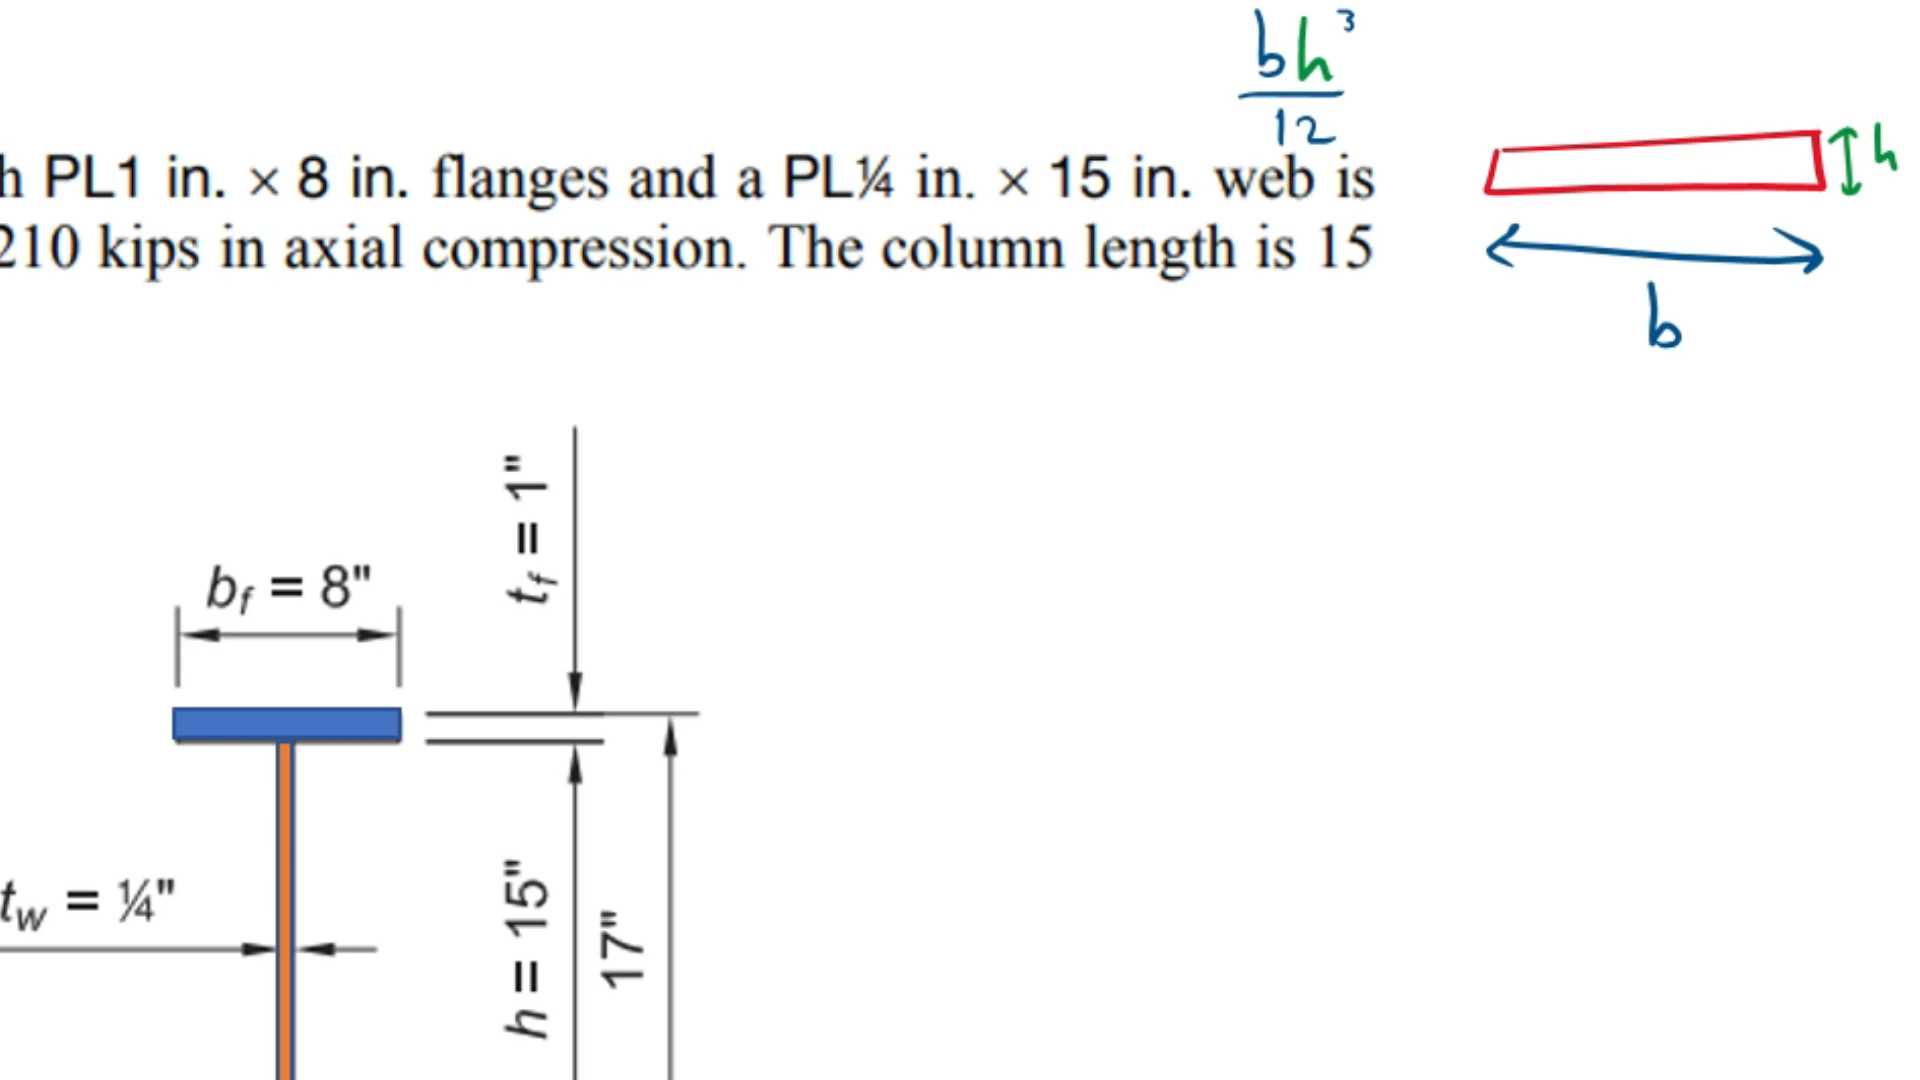 bh³
12
h PL1 in. × 8 in. flanges and a PL¼ in. × 15 in. web is
h
210 kips in axial compression. The column length is 15
b
t_f = 1"
b_f = 8"
t_w = ¼"
h = 15"
17"